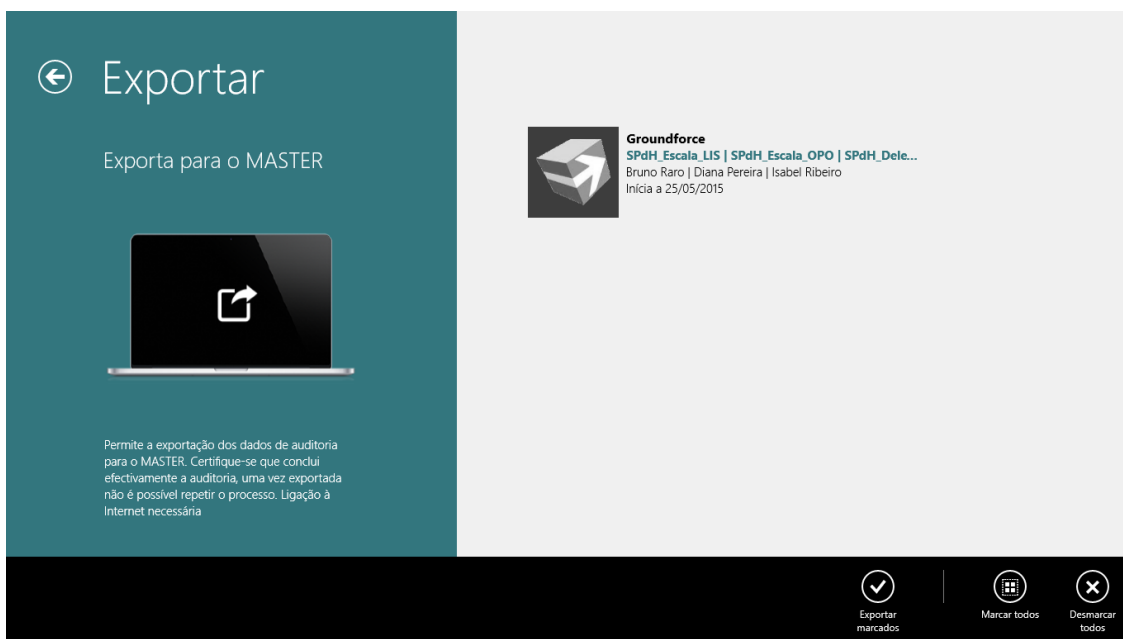 Exportar
Exporta para o MASTER
Permite a exportação dos dados de auditoria
para o MASTER. Certifique-se que conclui
efectivamente a auditoria, uma vez exportada
não é possível repetir o processo. Ligação à
Internet necessária
Groundforce
SPdH_Escala_LIS | SPdH_Escala_OPO | SPdH_Dele...
Bruno Raro | Diana Pereira | Isabel Ribeiro
Inícia a 25/05/2015
Exportar
marcados
Marcar todos
Desmarcar
todos